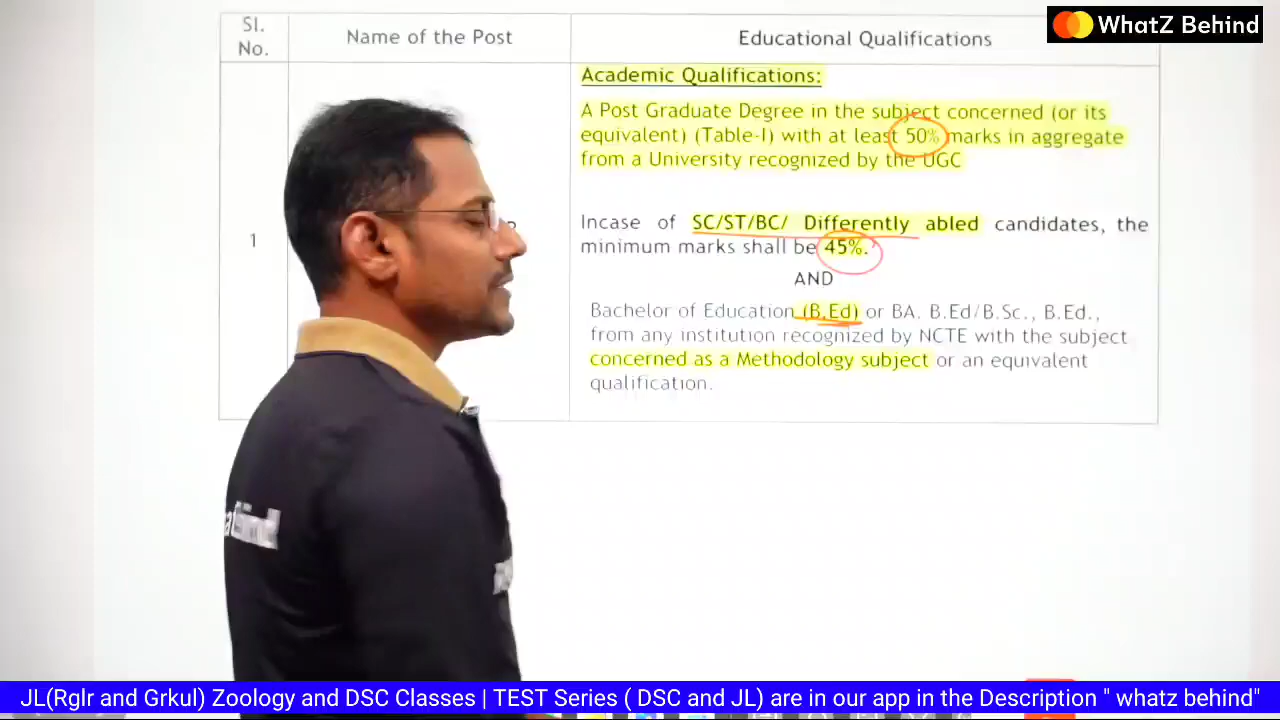 WhatZ Behind
Sl.
No.
Name of the Post
Educational Qualifications
1
Academic Qualifications:
A Post Graduate Degree in the subject concerned (or its
equivalent) (Table-I) with at least 50% marks in aggregate
from a University recognized by the UGC
Incase of SC/ST/BC/ Differently abled candidates, the
minimum marks shall be 45%.
AND
Bachelor of Education (B.Ed) or BA. B.Ed/B.Sc., B.Ed.,
from any institution recognized by NCTE with the subject
concerned as a Methodology subject or an equivalent
qualification.
JL(Rglr and Grkul) Zoology and DSC Classes | TEST Series ( DSC and JL) are in our app in the Description " whatz behind"